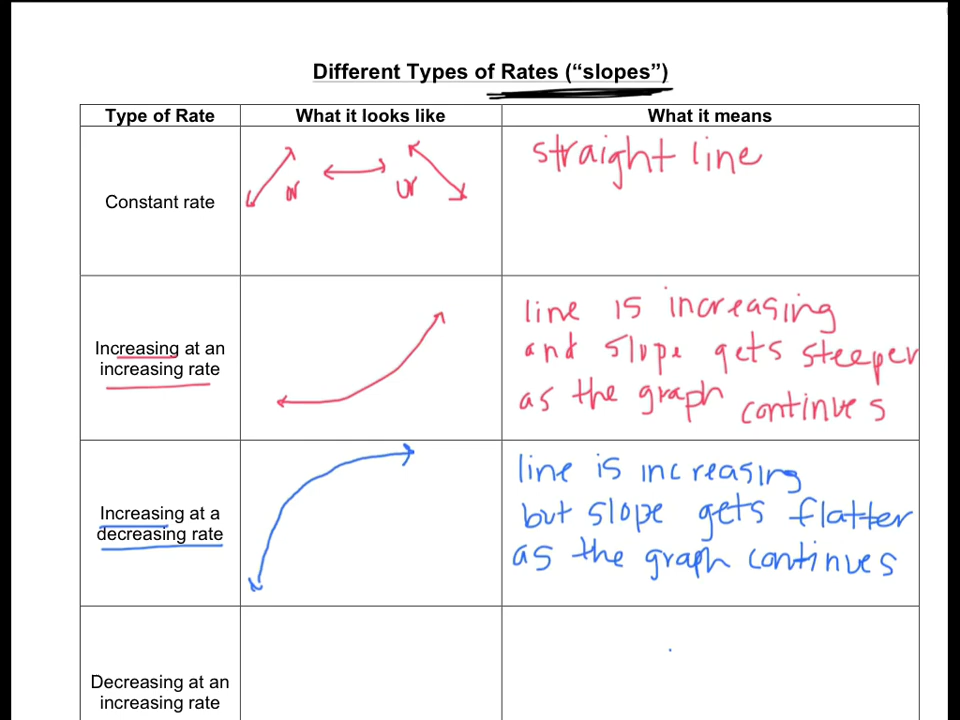 Different Types of Rates (“slopes”)
Type of Rate
What it looks like
What it means
Constant rate
or
or
straight line
Increasing at an
increasing rate
line is increasing
and slope gets steeper
as the graph continues
Increasing at a
decreasing rate
line is increasing
but slope gets flatter
as the graph continues
Decreasing at an
increasing rate